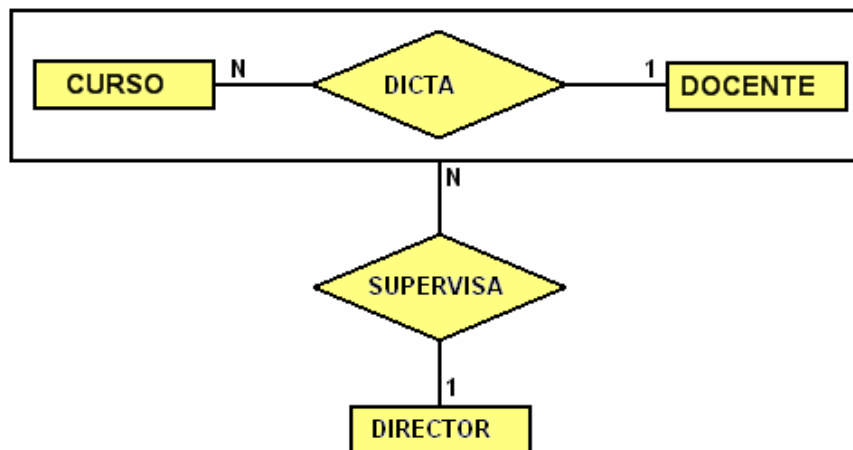 CURSO
N
DICTA
1
DOCENTE
N
SUPERVISA
1
DIRECTOR